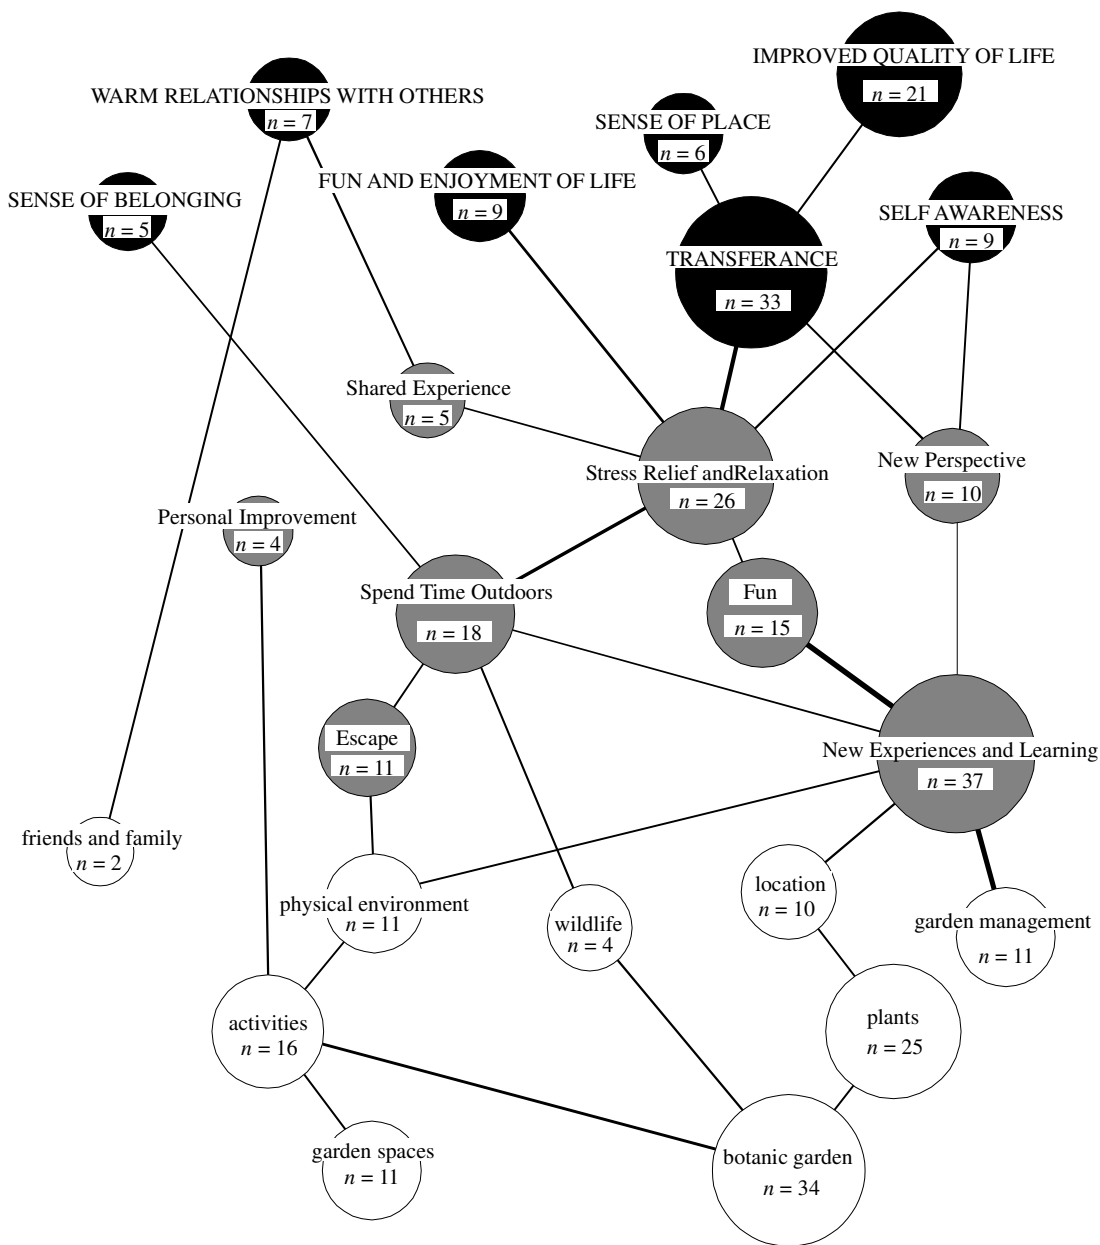 IMPROVED QUALITY OF LIFE
n = 21
WARM RELATIONSHIPS WITH OTHERS
n = 7
SENSE OF PLACE
n = 6
FUN AND ENJOYMENT OF LIFE
n = 9
SENSE OF BELONGING
n = 5
SELF AWARENESS
n = 9
TRANSFERANCE
n = 33
Shared Experience
n = 5
Stress Relief andRelaxation
n = 26
New Perspective
n = 10
Personal Improvement
n = 4
Spend Time Outdoors
n = 18
Fun
n = 15
Escape
n = 11
New Experiences and Learning
n = 37
friends and family
n = 2
physical environment
n = 11
wildlife
n = 4
location
n = 10
garden management
n = 11
activities
n = 16
plants
n = 25
garden spaces
n = 11
botanic garden
n = 34